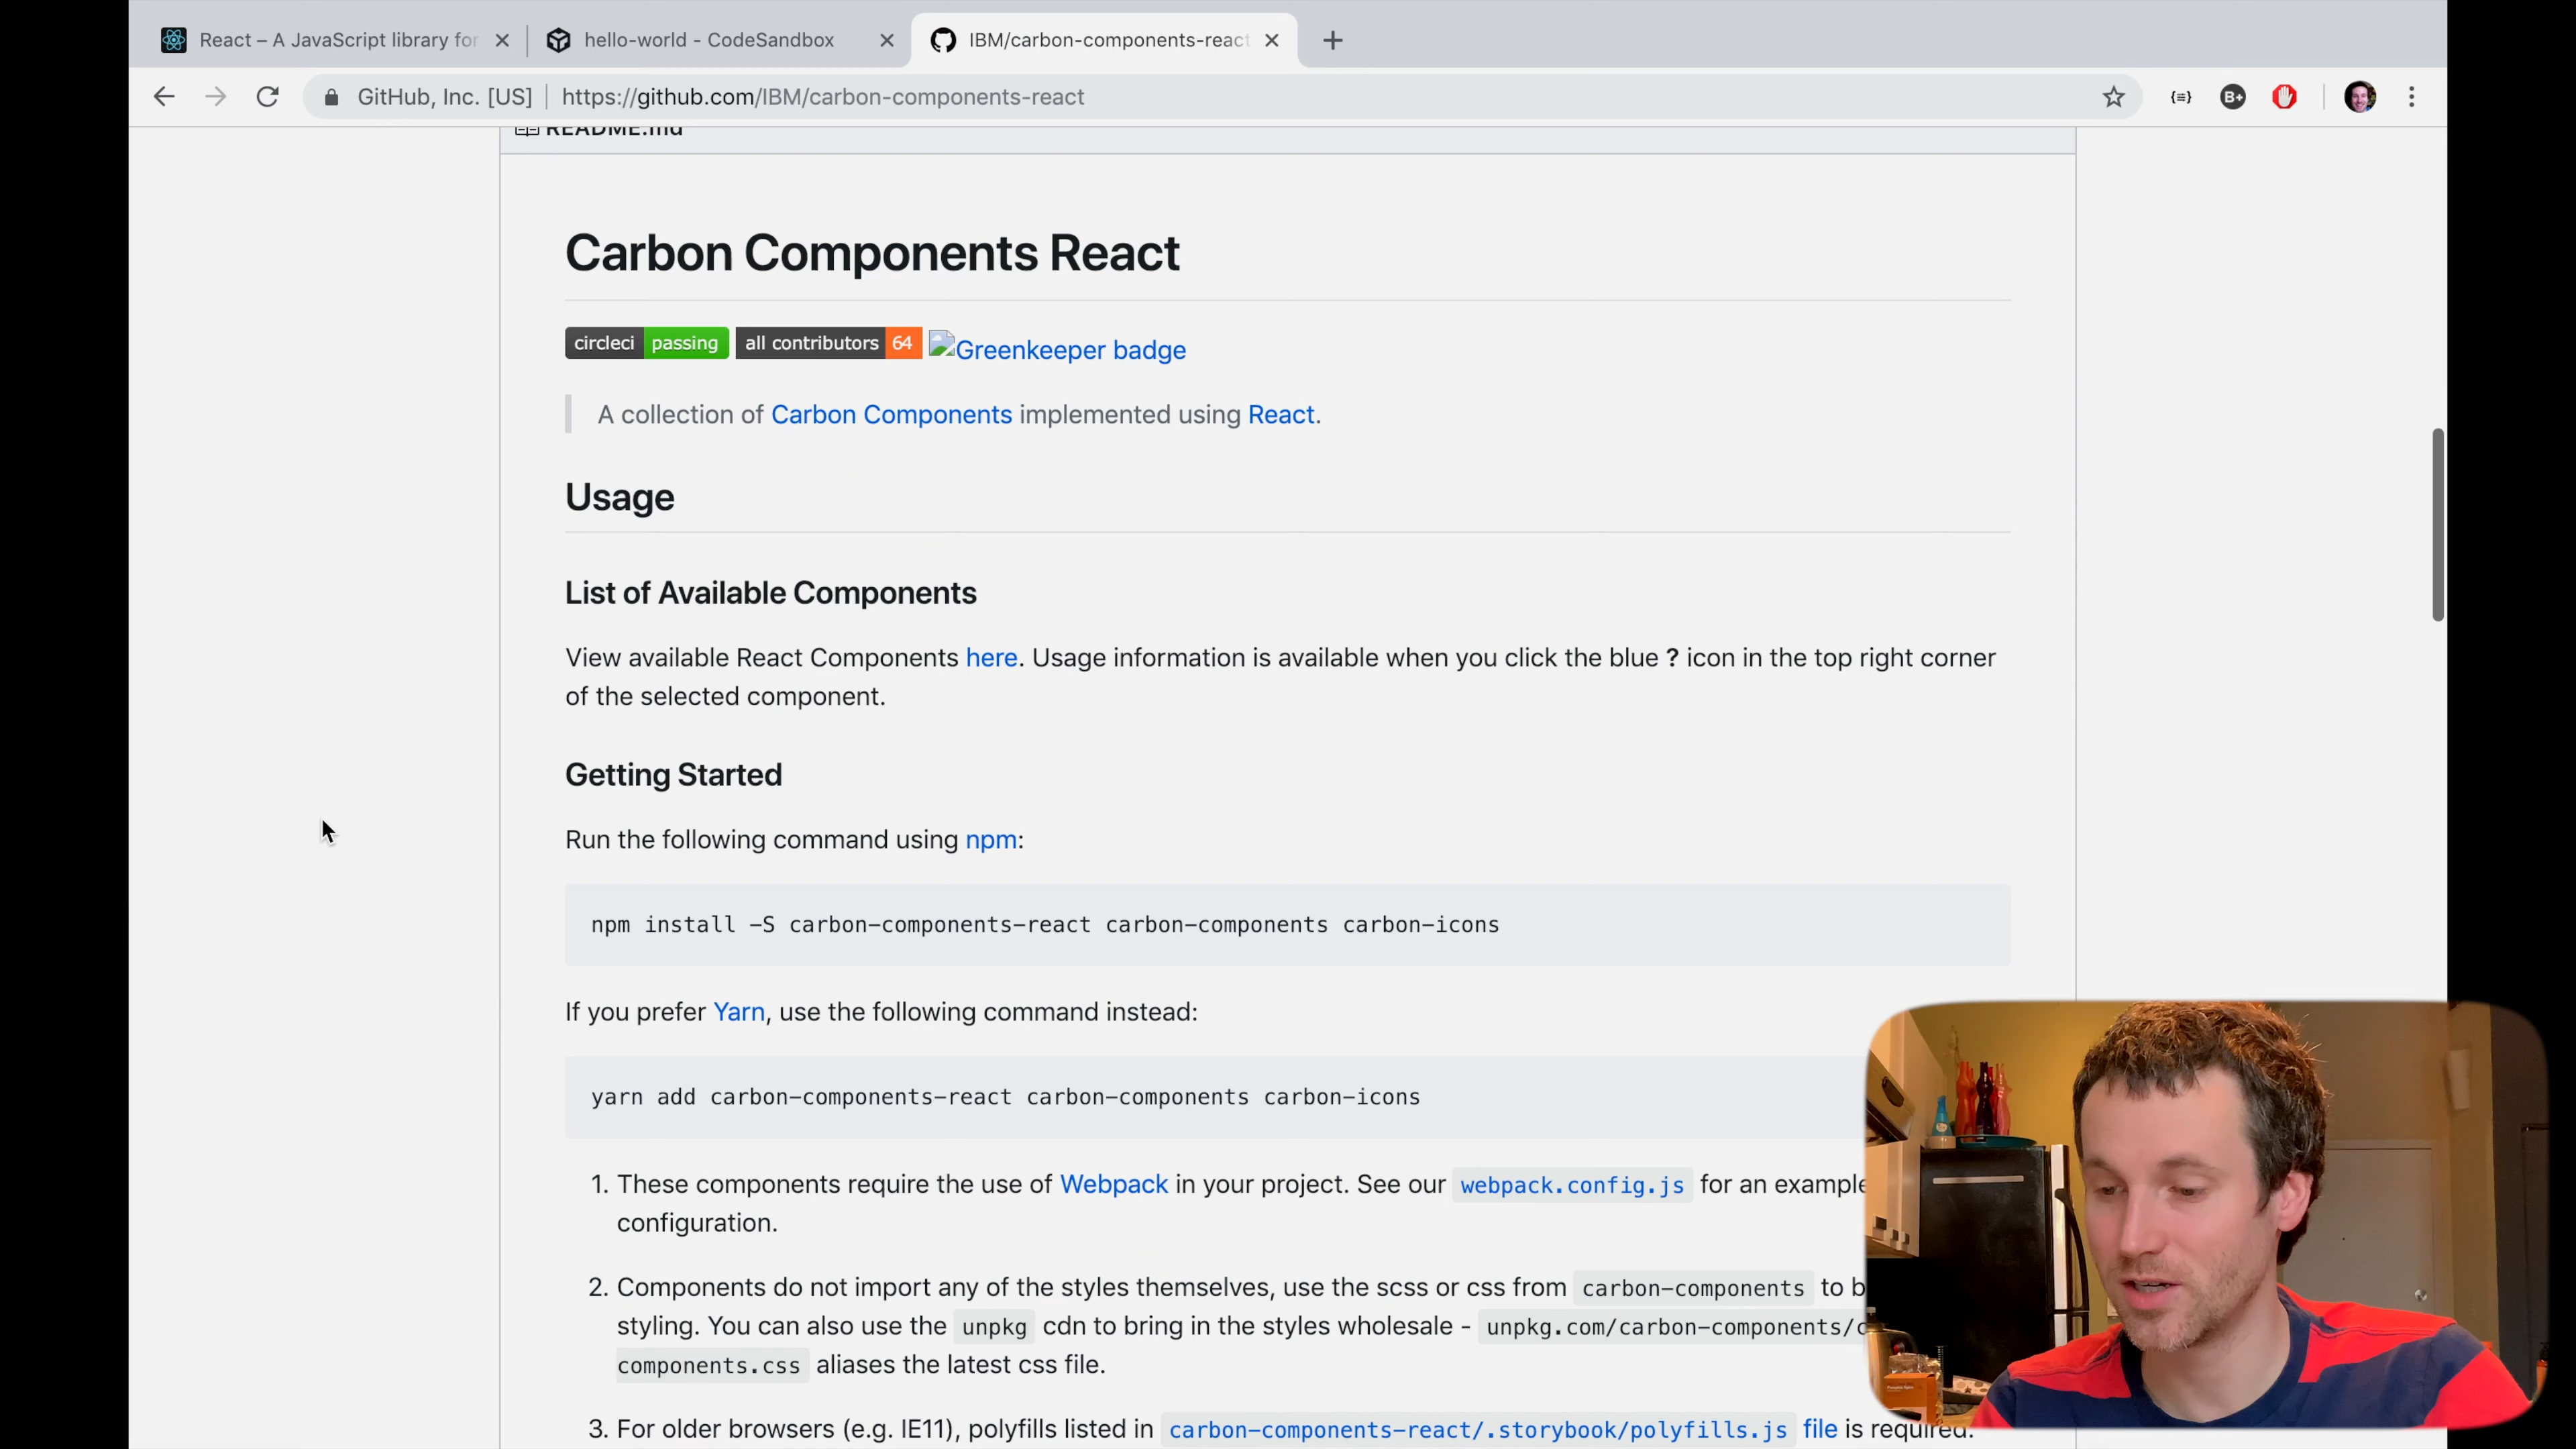 React – A JavaScript library for
hello-world - CodeSandbox
IBM/carbon-components-react
GitHub, Inc. [US]
https://github.com/IBM/carbon-components-react
B+
README.md
Carbon Components React
circleci passing all contributors 64 Greenkeeper badge
A collection of Carbon Components implemented using React.
Usage
List of Available Components
View available React Components here. Usage information is available when you click the blue ? icon in the top right corner
of the selected component.
Getting Started
Run the following command using npm:
npm install -S carbon-components-react carbon-components carbon-icons
If you prefer Yarn, use the following command instead:
yarn add carbon-components-react carbon-components carbon-icons
1. These components require the use of Webpack in your project. See our webpack.config.js for an example
configuration.
2. Components do not import any of the styles themselves, use the scss or css from carbon-components to b
styling. You can also use the unpkg cdn to bring in the styles wholesale - unpkg.com/carbon-components/c
components.css aliases the latest css file.
3. For older browsers (e.g. IE11), polyfills listed in carbon-components-react/.storybook/polyfills.js file is required.